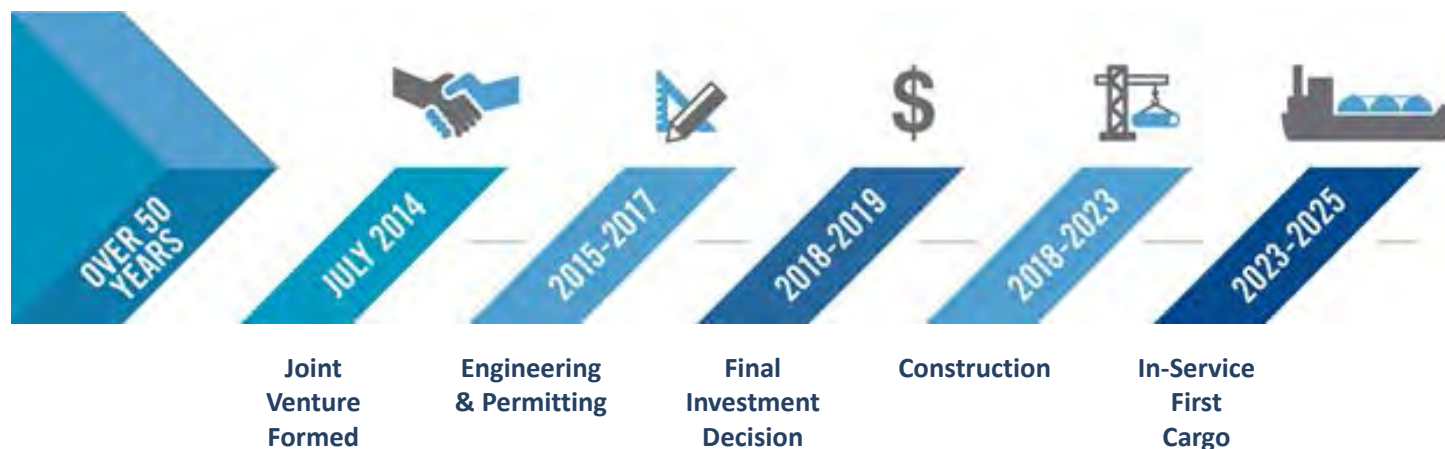 OVER 50
YEARS
JULY 2014
2015-2017
2018-2019
2018-2023
2023-2025
Joint
Venture
Formed
Engineering
& Permitting
Final
Investment
Decision
Construction
In-Service
First
Cargo